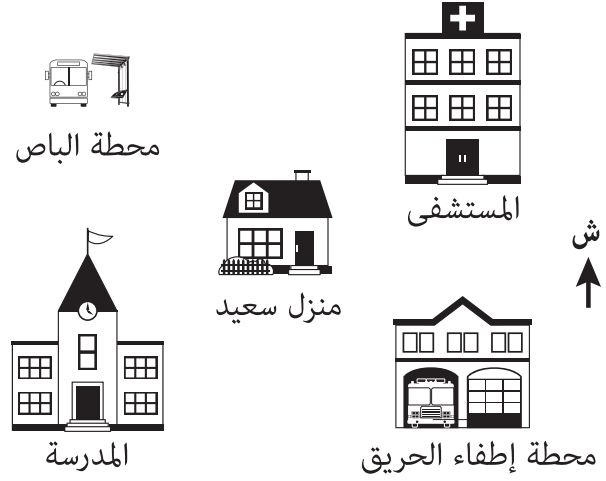 محطة الباص
المستشفى
ش
منزل سعيد
المدرسة
محطة إطفاء الحريق